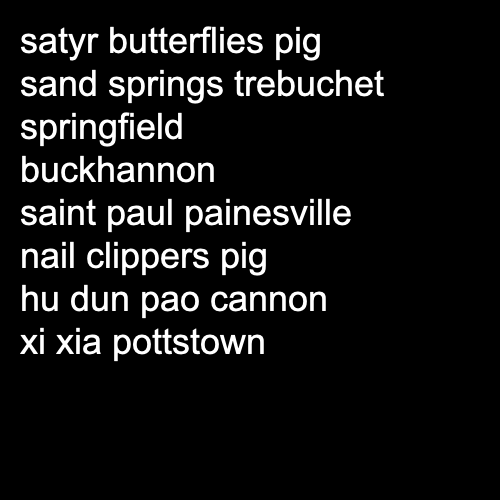 satyr butterflies pig
sand springs trebuchet
springfield
buckhannon
saint paul painesville
nail clippers pig
hu dun pao cannon
xi xia pottstown